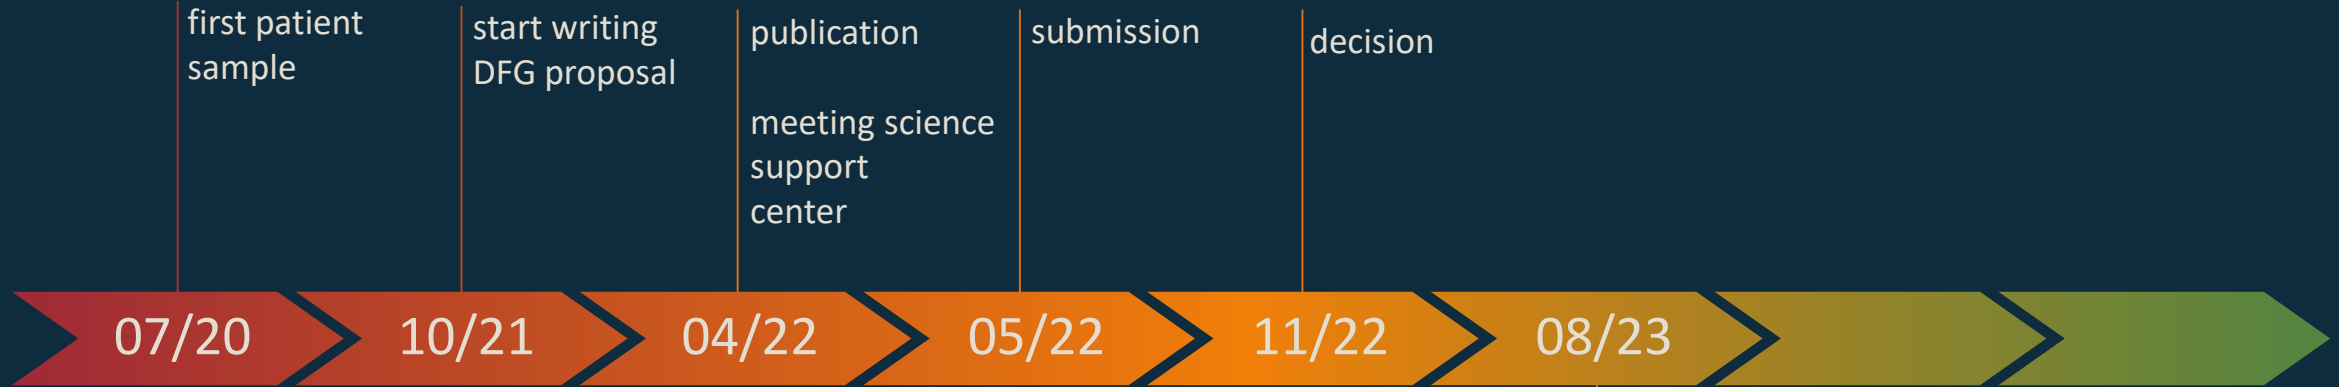 first patient
sample
start writing
DFG proposal
publication
meeting science
support
center
submission
decision
07/20
10/21
04/22
05/22
11/22
08/23